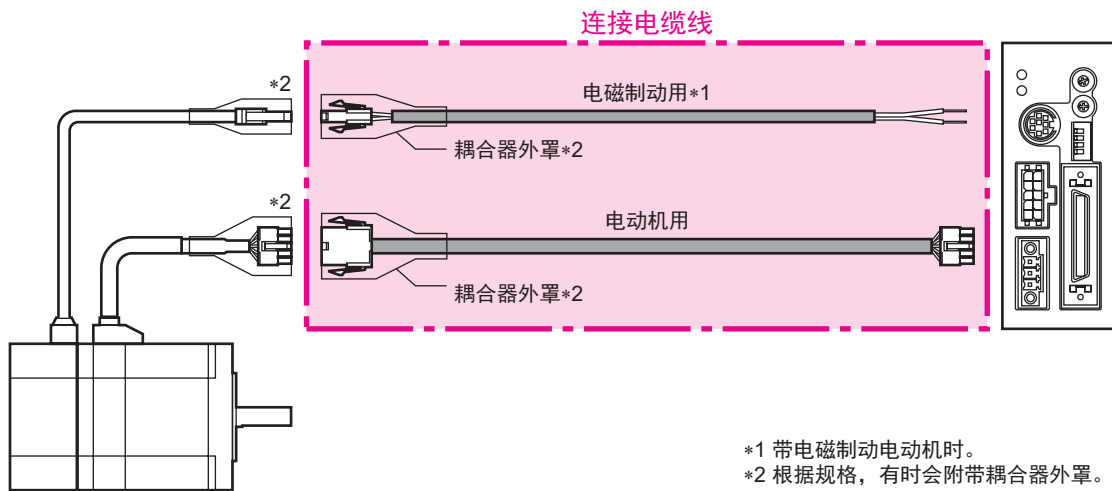 连接电缆线
*2
电磁制动用*1
耦合器外罩*2
*2
电动机用
耦合器外罩*2
*1 带电磁制动电动机时。
*2 根据规格，有时会附带耦合器外罩。